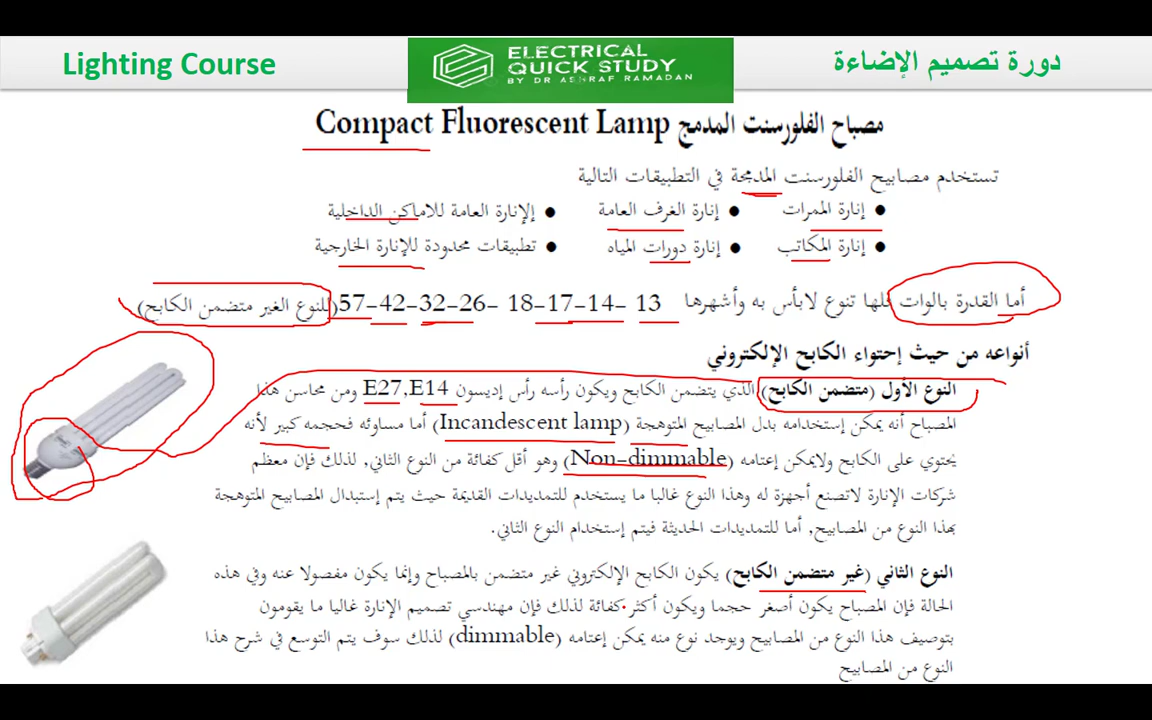 Lighting Course
ELECTRICAL
QUICK STUDY
BY DR ASHRAF RAMADAN
دورة تصميم الإضاءة
مصباح الفلورسنت المدمج Compact Fluorescent Lamp
تستخدم مصابيح الفلورسنت المدمجة في التطبيقات التالية
● إنارة الممرات ● إنارة الغرف العامة ● الإنارة العامة للاماكن الداخلية
● إنارة المكاتب ● إنارة دورات المياه ● تطبيقات محدودة للإنارة الخارجية
أما القدرة بالوات فلها تنوع لابأس به وأشهرها 13 -14-17-18 -26-32-42-57(للنوع الغير متضمن الكابح)
أنواعه من حيث إحتواء الكابح الإلكتروني
النوع الأول (متضمن الكابح) الذي يتضمن الكابح ويكون رأسه رأس إديسون E27,E14 ومن محاسن هذا
المصباح أنه يمكن إستخدامه بدل المصابيح المتوهجة (Incandescent lamp) أما مساوئه فحجمه كبير لأنه
يحتوي على الكابح ولايمكن إعتامه (Non-dimmable) وهو أقل كفائة من النوع الثاني, لذلك فإن معظم
شركات الإنارة لاتصنع أجهزة له وهذا النوع غالبا ما يستخدم للتمديدات القديمة حيث يتم إستبدال المصابيح المتوهجة
بهذا النوع من المصابيح, أما للتمديدات الحديثة فيتم إستخدام النوع الثاني.
النوع الثاني (غير متضمن الكابح) يكون الكابح الإلكتروني غير متضمن بالمصباح وإنما يكون مفصولا عنه وفي هذه
الحالة فإن المصباح يكون أصغر حجما ويكون أكثر كفائة لذلك فإن مهندسي تصميم الإنارة غالبا ما يقومون
بتوصيف هذا النوع من المصابيح ويوجد نوع منه يمكن إعتامه (dimmable) لذلك سوف يتم التوسع في شرح هذا
النوع من المصابيح